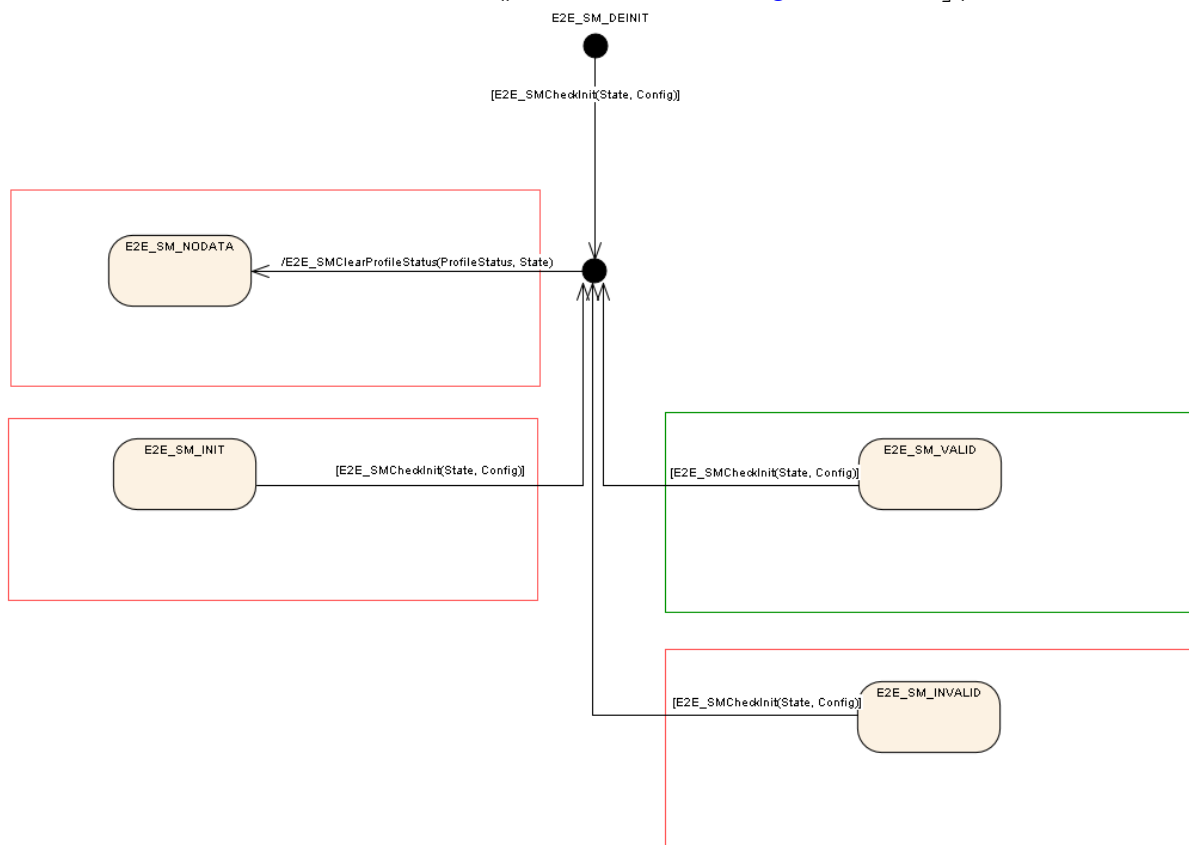 E2E_SM_DEINIT
[E2E_SMCheckInit(State, Config)]
E2E_SM_NODATA
/E2E_SMClearProfileStatus(ProfileStatus, State)
E2E_SM_INIT
[E2E_SMCheckInit(State, Config)]
E2E_SM_VALID
[E2E_SMCheckInit(State, Config)]
E2E_SM_INVALID
[E2E_SMCheckInit(State, Config)]